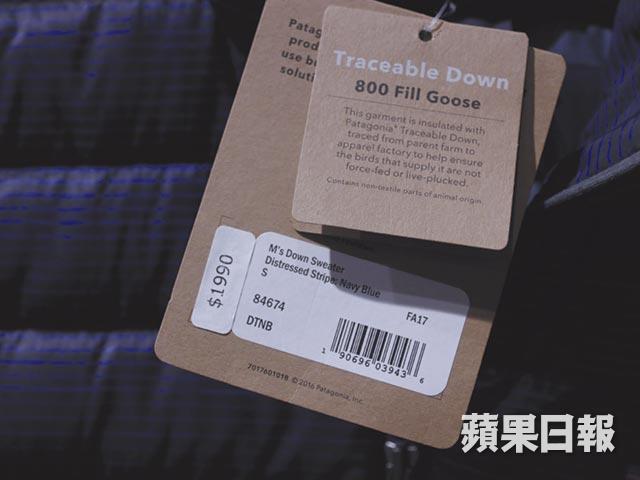 Traceable Down
800 Fill Goose
This garment is insulated with
Patagonia® Traceable Down,
traced from parent farm to
apparel factory to help ensure
the birds that supply it are not
force-fed or live-plucked.
Contains non-textile parts of animal origin.
prod
use b
solut
$1990
M's Down Sweater
Distressed Stripe: Navy Blue
S
84674
FA17
DTNB
1 90696 03943 6
7017601018 © 2016 Patagonia, Inc.
蘋果日報